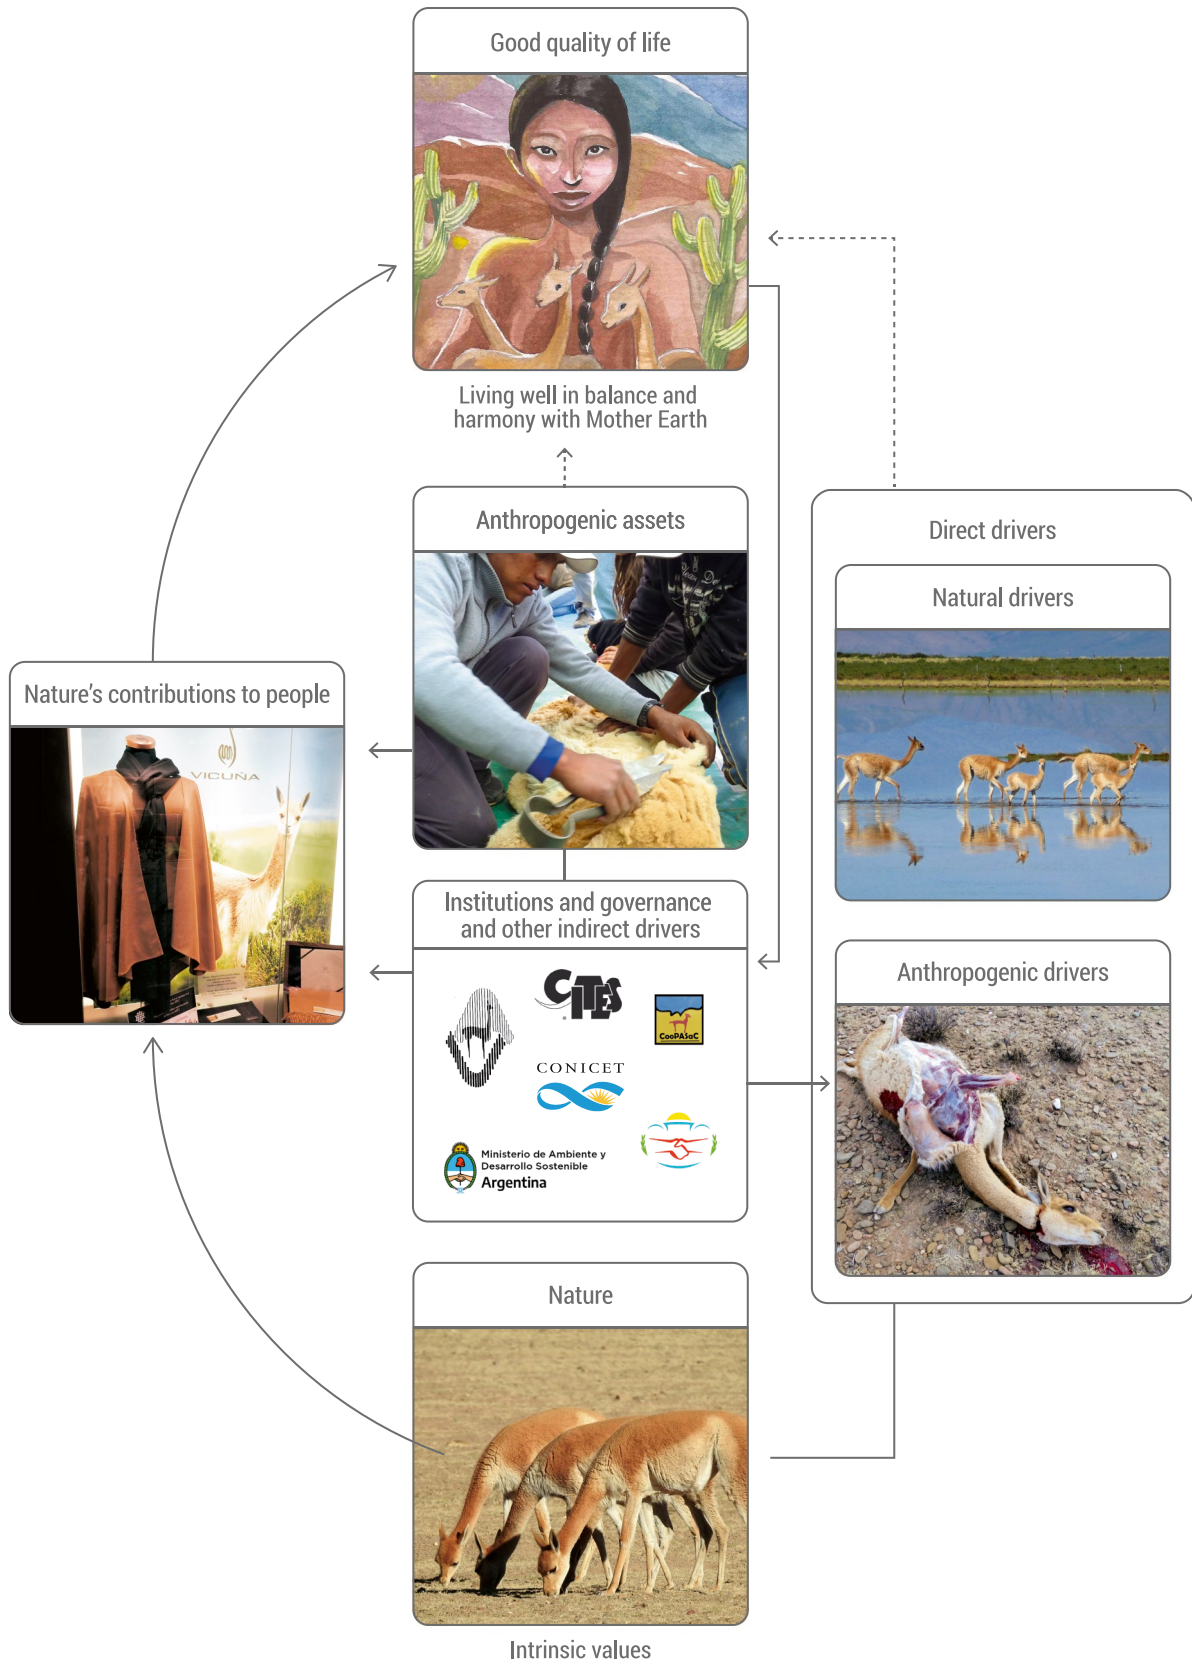 Good quality of life
Living well in balance and
harmony with Mother Earth
Anthropogenic assets
Direct drivers
Natural drivers
Nature's contributions to people
VICUÑA
Institutions and governance
and other indirect drivers
CITES
CooPASaC
CONICET
Ministerio de Ambiente y
Desarrollo Sostenible
Argentina
Anthropogenic drivers
Nature
Intrinsic values